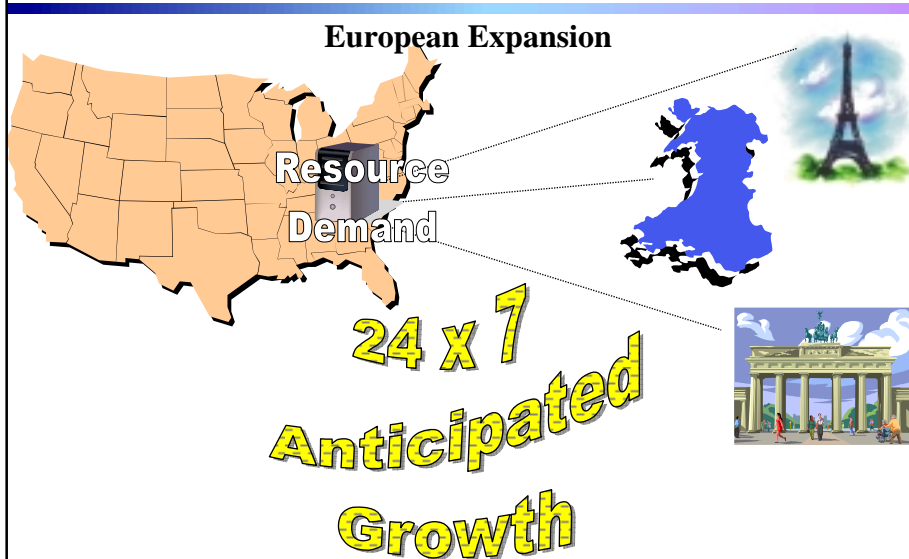 European Expansion
Resource
Demand
24 x 7
Anticipated
Growth